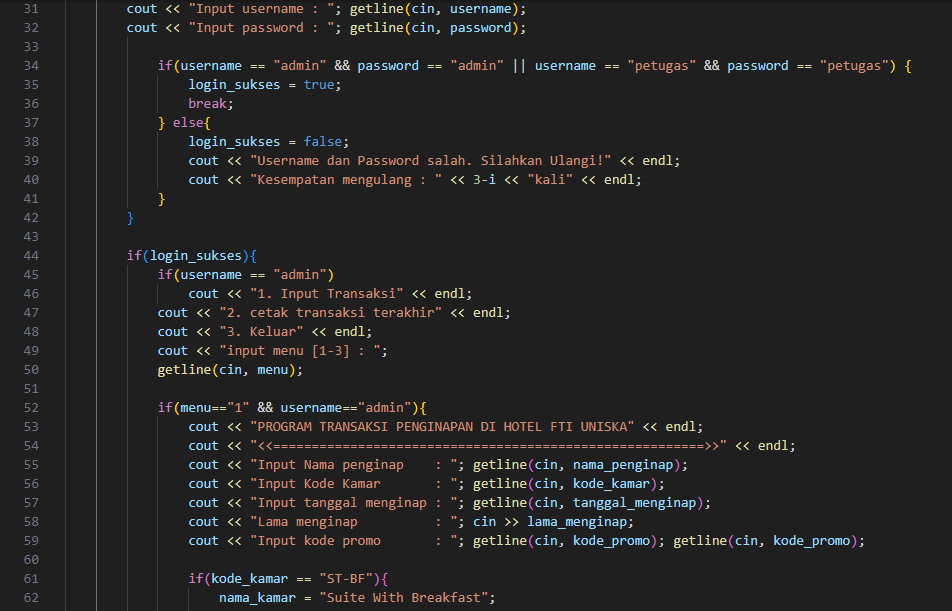 31 cout << "Input username : "; getline(cin, username);
32 cout << "Input password : "; getline(cin, password);
33
34 if(username == "admin" && password == "admin" || username == "petugas" && password == "petugas") {
35 login_sukses = true;
36 break;
37 } else{
38 login_sukses = false;
39 cout << "Username dan Password salah. Silahkan Ulangi!" << endl;
40 cout << "Kesempatan mengulang : " << 3-i << "kali" << endl;
41 }
42 }
43
44 if(login_sukses){
45 if(username == "admin")
46 cout << "1. Input Transaksi" << endl;
47 cout << "2. cetak transaksi terakhir" << endl;
48 cout << "3. Keluar" << endl;
49 cout << "input menu [1-3] : ";
50 getline(cin, menu);
51
52 if(menu=="1" && username=="admin"){
53 cout << "PROGRAM TRANSAKSI PENGINAPAN DI HOTEL FTI UNISKA" << endl;
54 cout << "<<========================================================>>" << endl;
55 cout << "Input Nama penginap    : "; getline(cin, nama_penginap);
56 cout << "Input Kode Kamar       : "; getline(cin, kode_kamar);
57 cout << "Input tanggal menginap : "; getline(cin, tanggal_menginap);
58 cout << "Lama menginap          : "; cin >> lama_menginap;
59 cout << "Input kode promo       : "; getline(cin, kode_promo); getline(cin, kode_promo);
60
61 if(kode_kamar == "ST-BF"){
62 nama_kamar = "Suite With Breakfast";